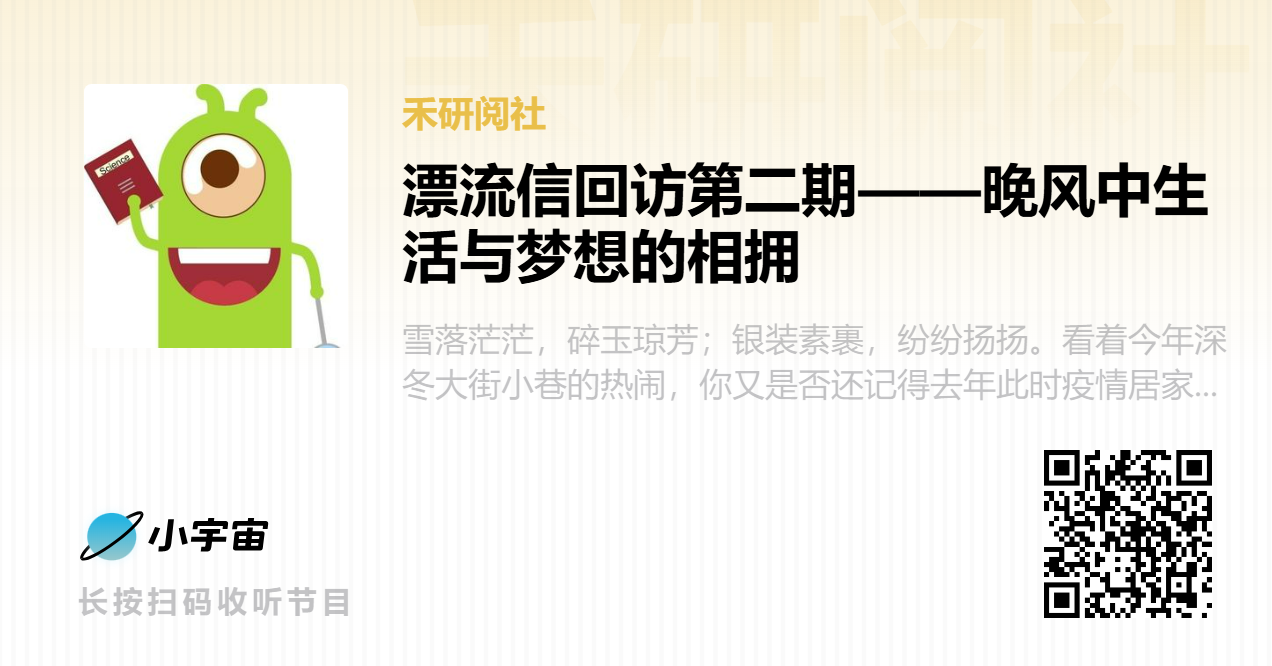 禾研阅社
Science
漂流信回访第二期——晚风中生
活与梦想的相拥
雪落茫茫，碎玉琼芳；银装素裹，纷纷扬扬。看着今年深
冬大街小巷的热闹，你又是否还记得去年此时疫情居家...
小宇宙
长按扫码收听节目